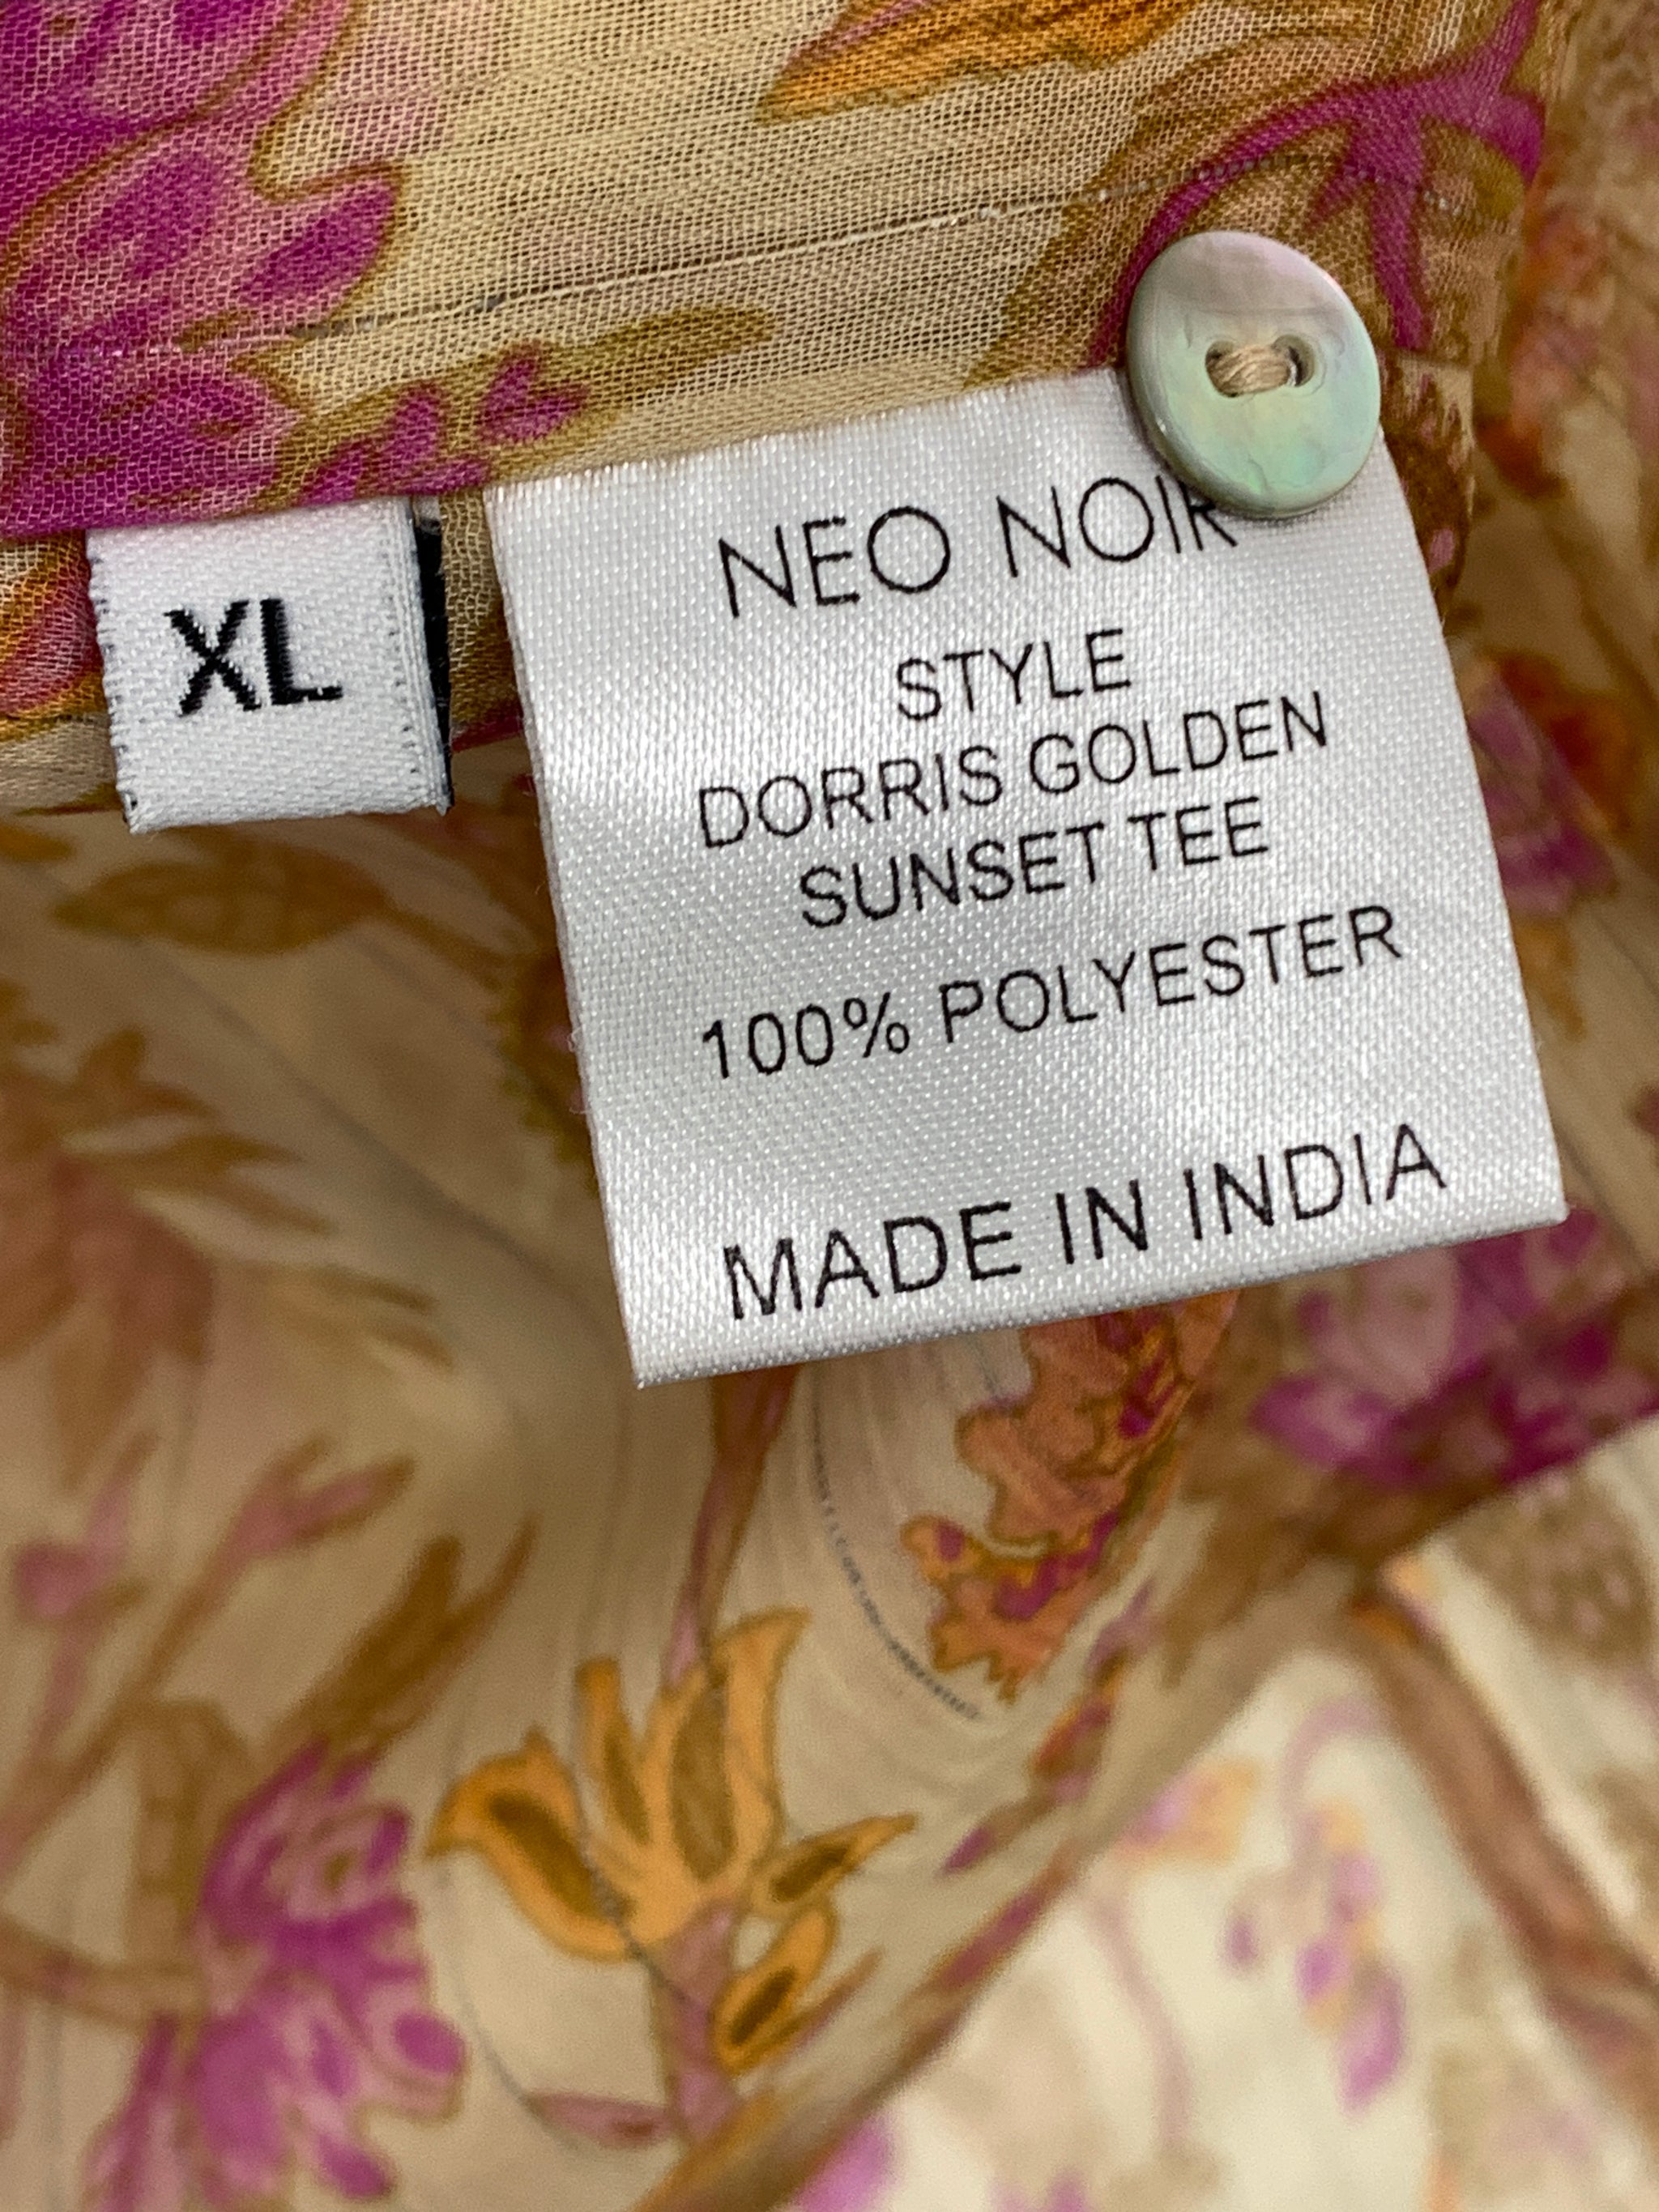 XL
NEO NOIR
STYLE
DORRIS GOLDEN
SUNSET TEE
100% POLYESTER
MADE IN INDIA